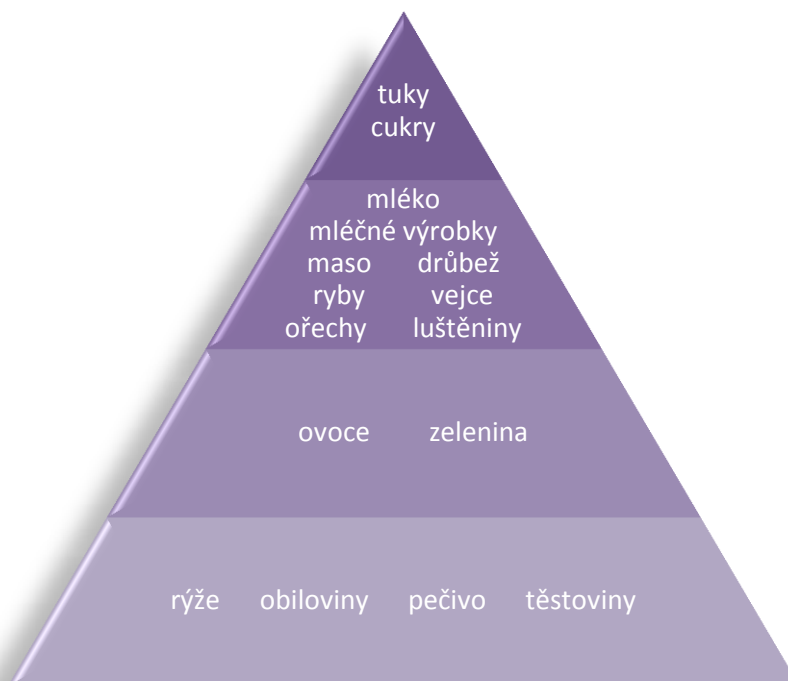 tuky
cukry
mléko
mléčné výrobky
maso drůbež
ryby vejce
ořechy luštěniny
ovoce zelenina
rýže obiloviny pečivo těstoviny